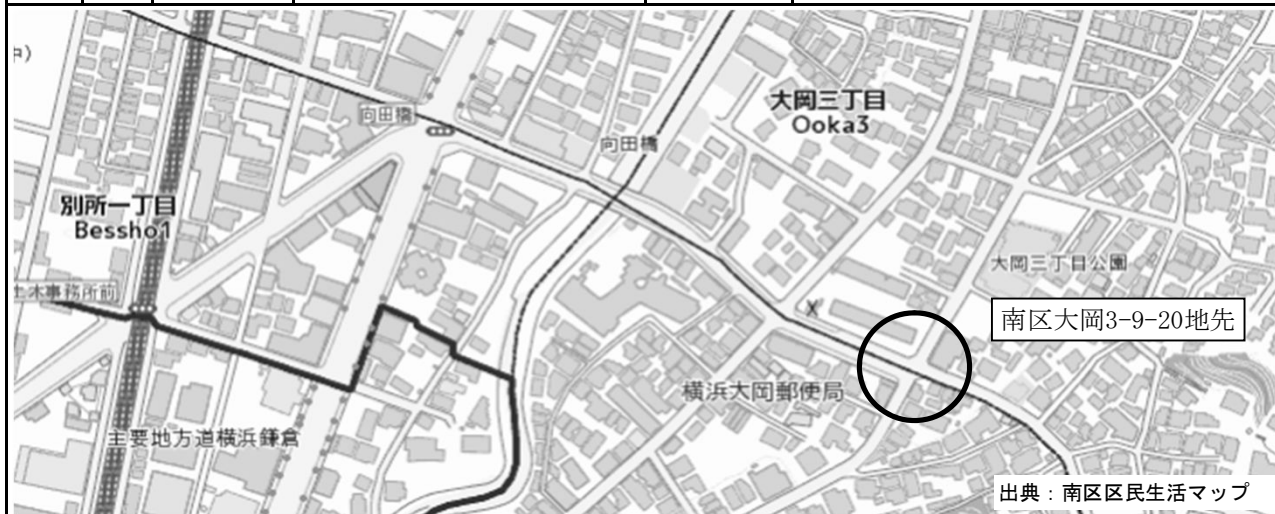 中)
向田橋
大岡三丁目
Ooka3
向田橋
別所一丁目
Bessho1
大岡三丁目公園
土木事務所前
南区大岡3-9-20地先
横浜大岡郵便局
主要地方道横浜鎌倉
出典：南区区民生活マップ